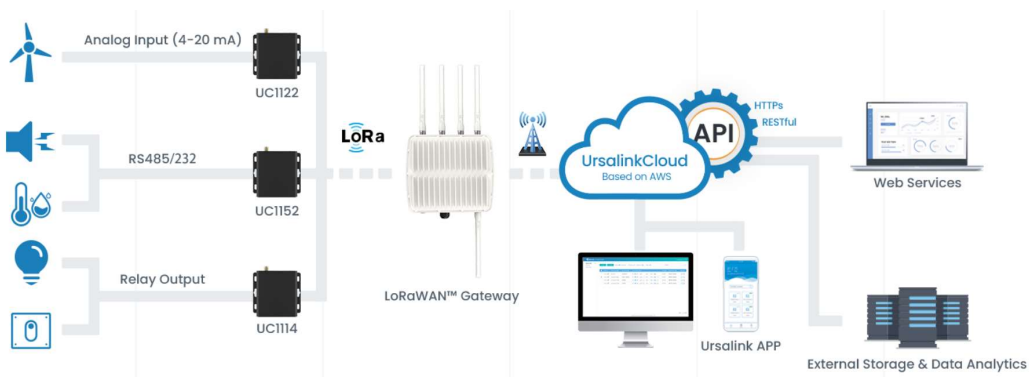 Analog Input (4-20 mA)
UC1122
RS485/232
UC1152
Relay Output
UC1114
LoRa
LoRaWAN™ Gateway
UrsalinkCloud
Based on AWS
API
HTTPs
RESTful
Web Services
Ursalink APP
External Storage & Data Analytics